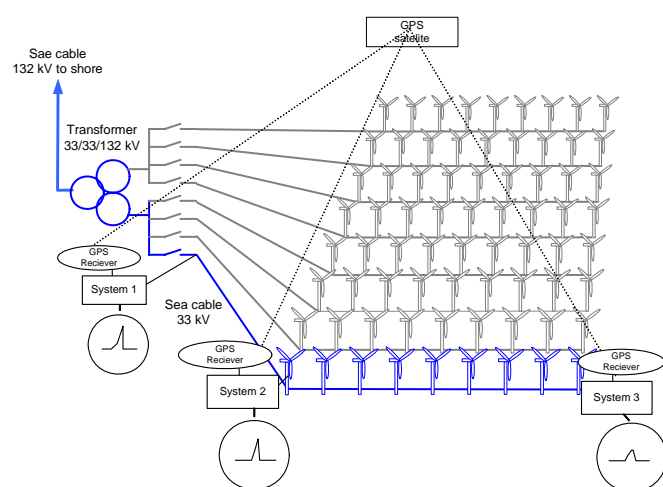 GPS
satellite
Sae cable
132 kV to shore
Transformer
33/33/132 kV
GPS
Reciever
System 1
Sea cable
33 kV
GPS
Reciever
System 2
GPS
Reciever
System 3